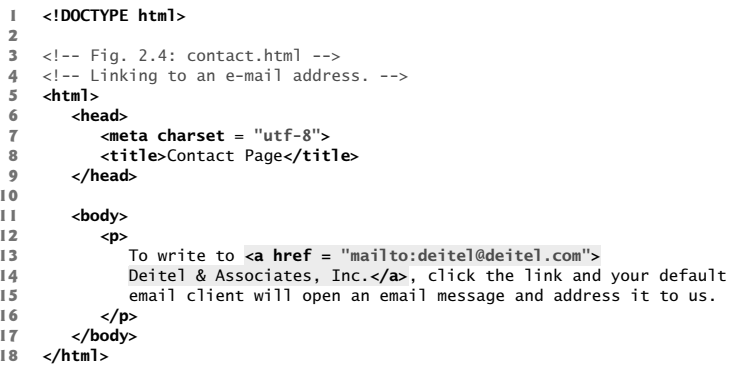 1 <!DOCTYPE html>
2
3 <!-- Fig. 2.4: contact.html -->
4 <!-- Linking to an e-mail address. -->
5 <html>
6    <head>
7       <meta charset = "utf-8">
8       <title>Contact Page</title>
9    </head>
10
11    <body>
12       <p>
13          To write to <a href = "mailto:deitel@deitel.com">
14          Deitel & Associates, Inc.</a>, click the link and your default
15          email client will open an email message and address it to us.
16       </p>
17    </body>
18 </html>